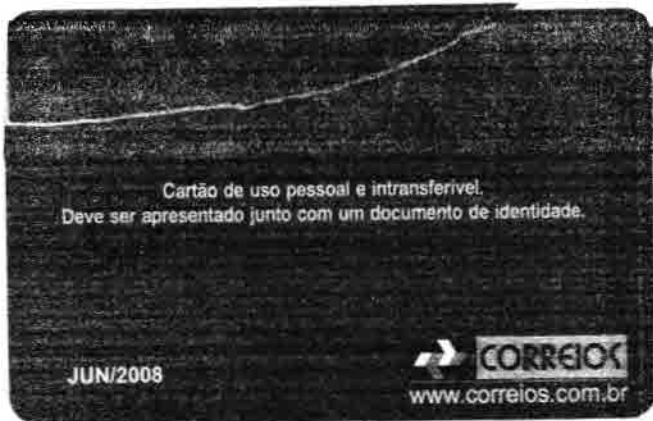 Cartão de uso pessoal e intransferível.
Deve ser apresentado junto com um documento de identidade.
JUN/2008
CORREIOS
www.correios.com.br